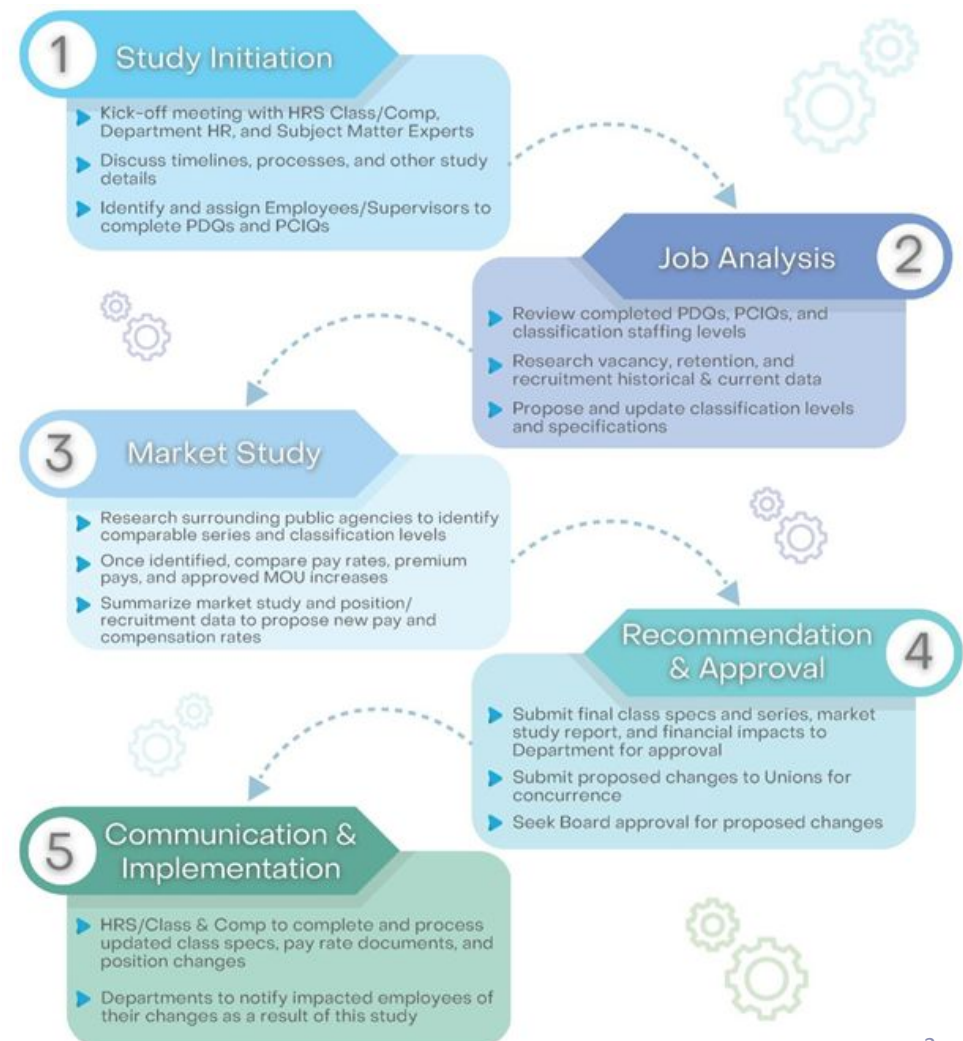 1
Study Initiation
Kick-off meeting with HRS Class/Comp,
Department HR, and Subject Matter Experts
Discuss timelines, processes, and other study
details
Identify and assign Employees/Supervisors to
complete PDQs and PCIQs
Job Analysis
2
Review completed PDQs, PCIQs, and
classification staffing levels
Research vacancy, retention, and
recruitment historical & current data
Propose and update classification levels
and specifications
3
Market Study
Research surrounding public agencies to identify
comparable series and classification levels
Once identified, compare pay rates, premium
pays, and approved MOU increases
Summarize market study and position/
recruitment data to propose new pay and
compensation rates
Recommendation
& Approval
4
Submit final class specs and series, market
study report, and financial impacts to
Department for approval
Submit proposed changes to Unions for
concurrence
Seek Board approval for proposed changes
5
Communication &
Implementation
HRS/Class & Comp to complete and process
updated class specs, pay rate documents, and
position changes
Departments to notify impacted employees of
their changes as a result of this study